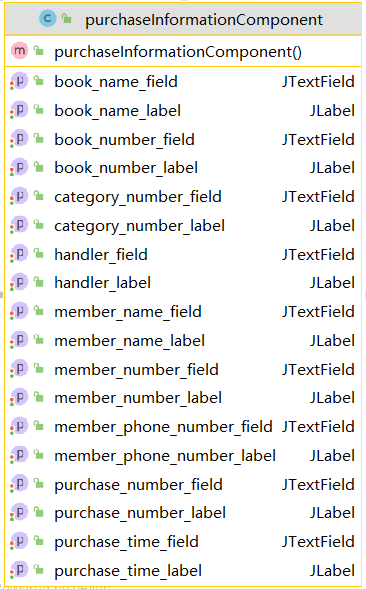 C purchaseInformationComponent
m purchaseInformationComponent()
p book_name_field JTextField
p book_name_label JLabel
p book_number_field JTextField
p book_number_label JLabel
p category_number_field JTextField
p category_number_label JLabel
p handler_field JTextField
p handler_label JLabel
p member_name_field JTextField
p member_name_label JLabel
p member_number_field JTextField
p member_number_label JLabel
p member_phone_number_field JTextField
p member_phone_number_label JLabel
p purchase_number_field JTextField
p purchase_number_label JLabel
p purchase_time_field JTextField
p purchase_time_label JLabel